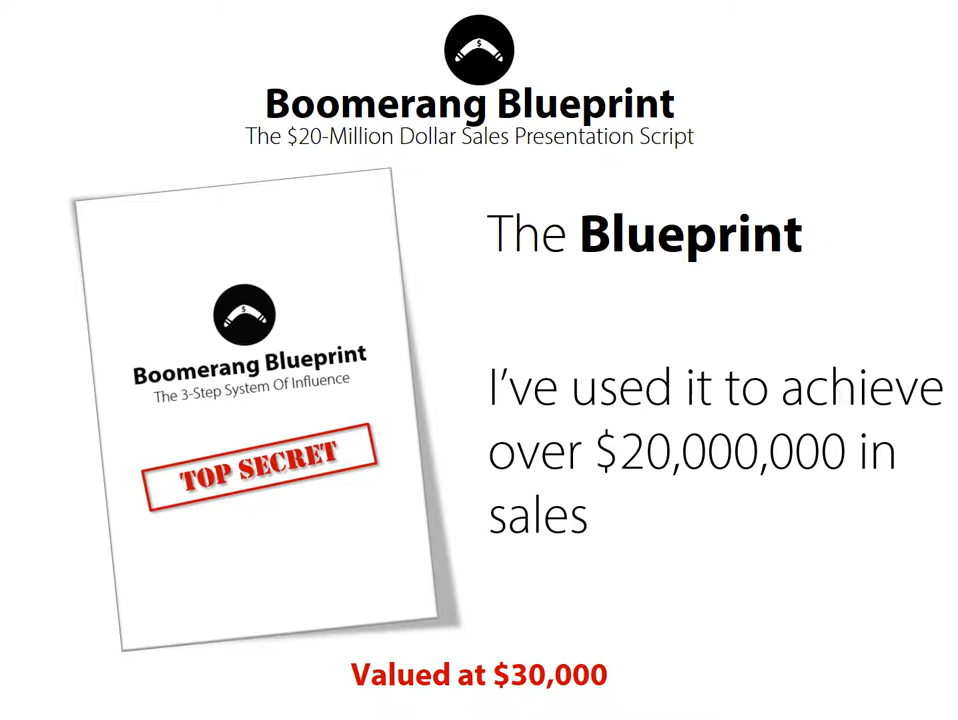 $
Boomerang Blueprint
The $20-Million Dollar Sales Presentation Script
$
Boomerang Blueprint
The 3-Step System Of Influence
TOP SECRET
The Blueprint
I’ve used it to achieve
over $20,000,000 in
sales
Valued at $30,000